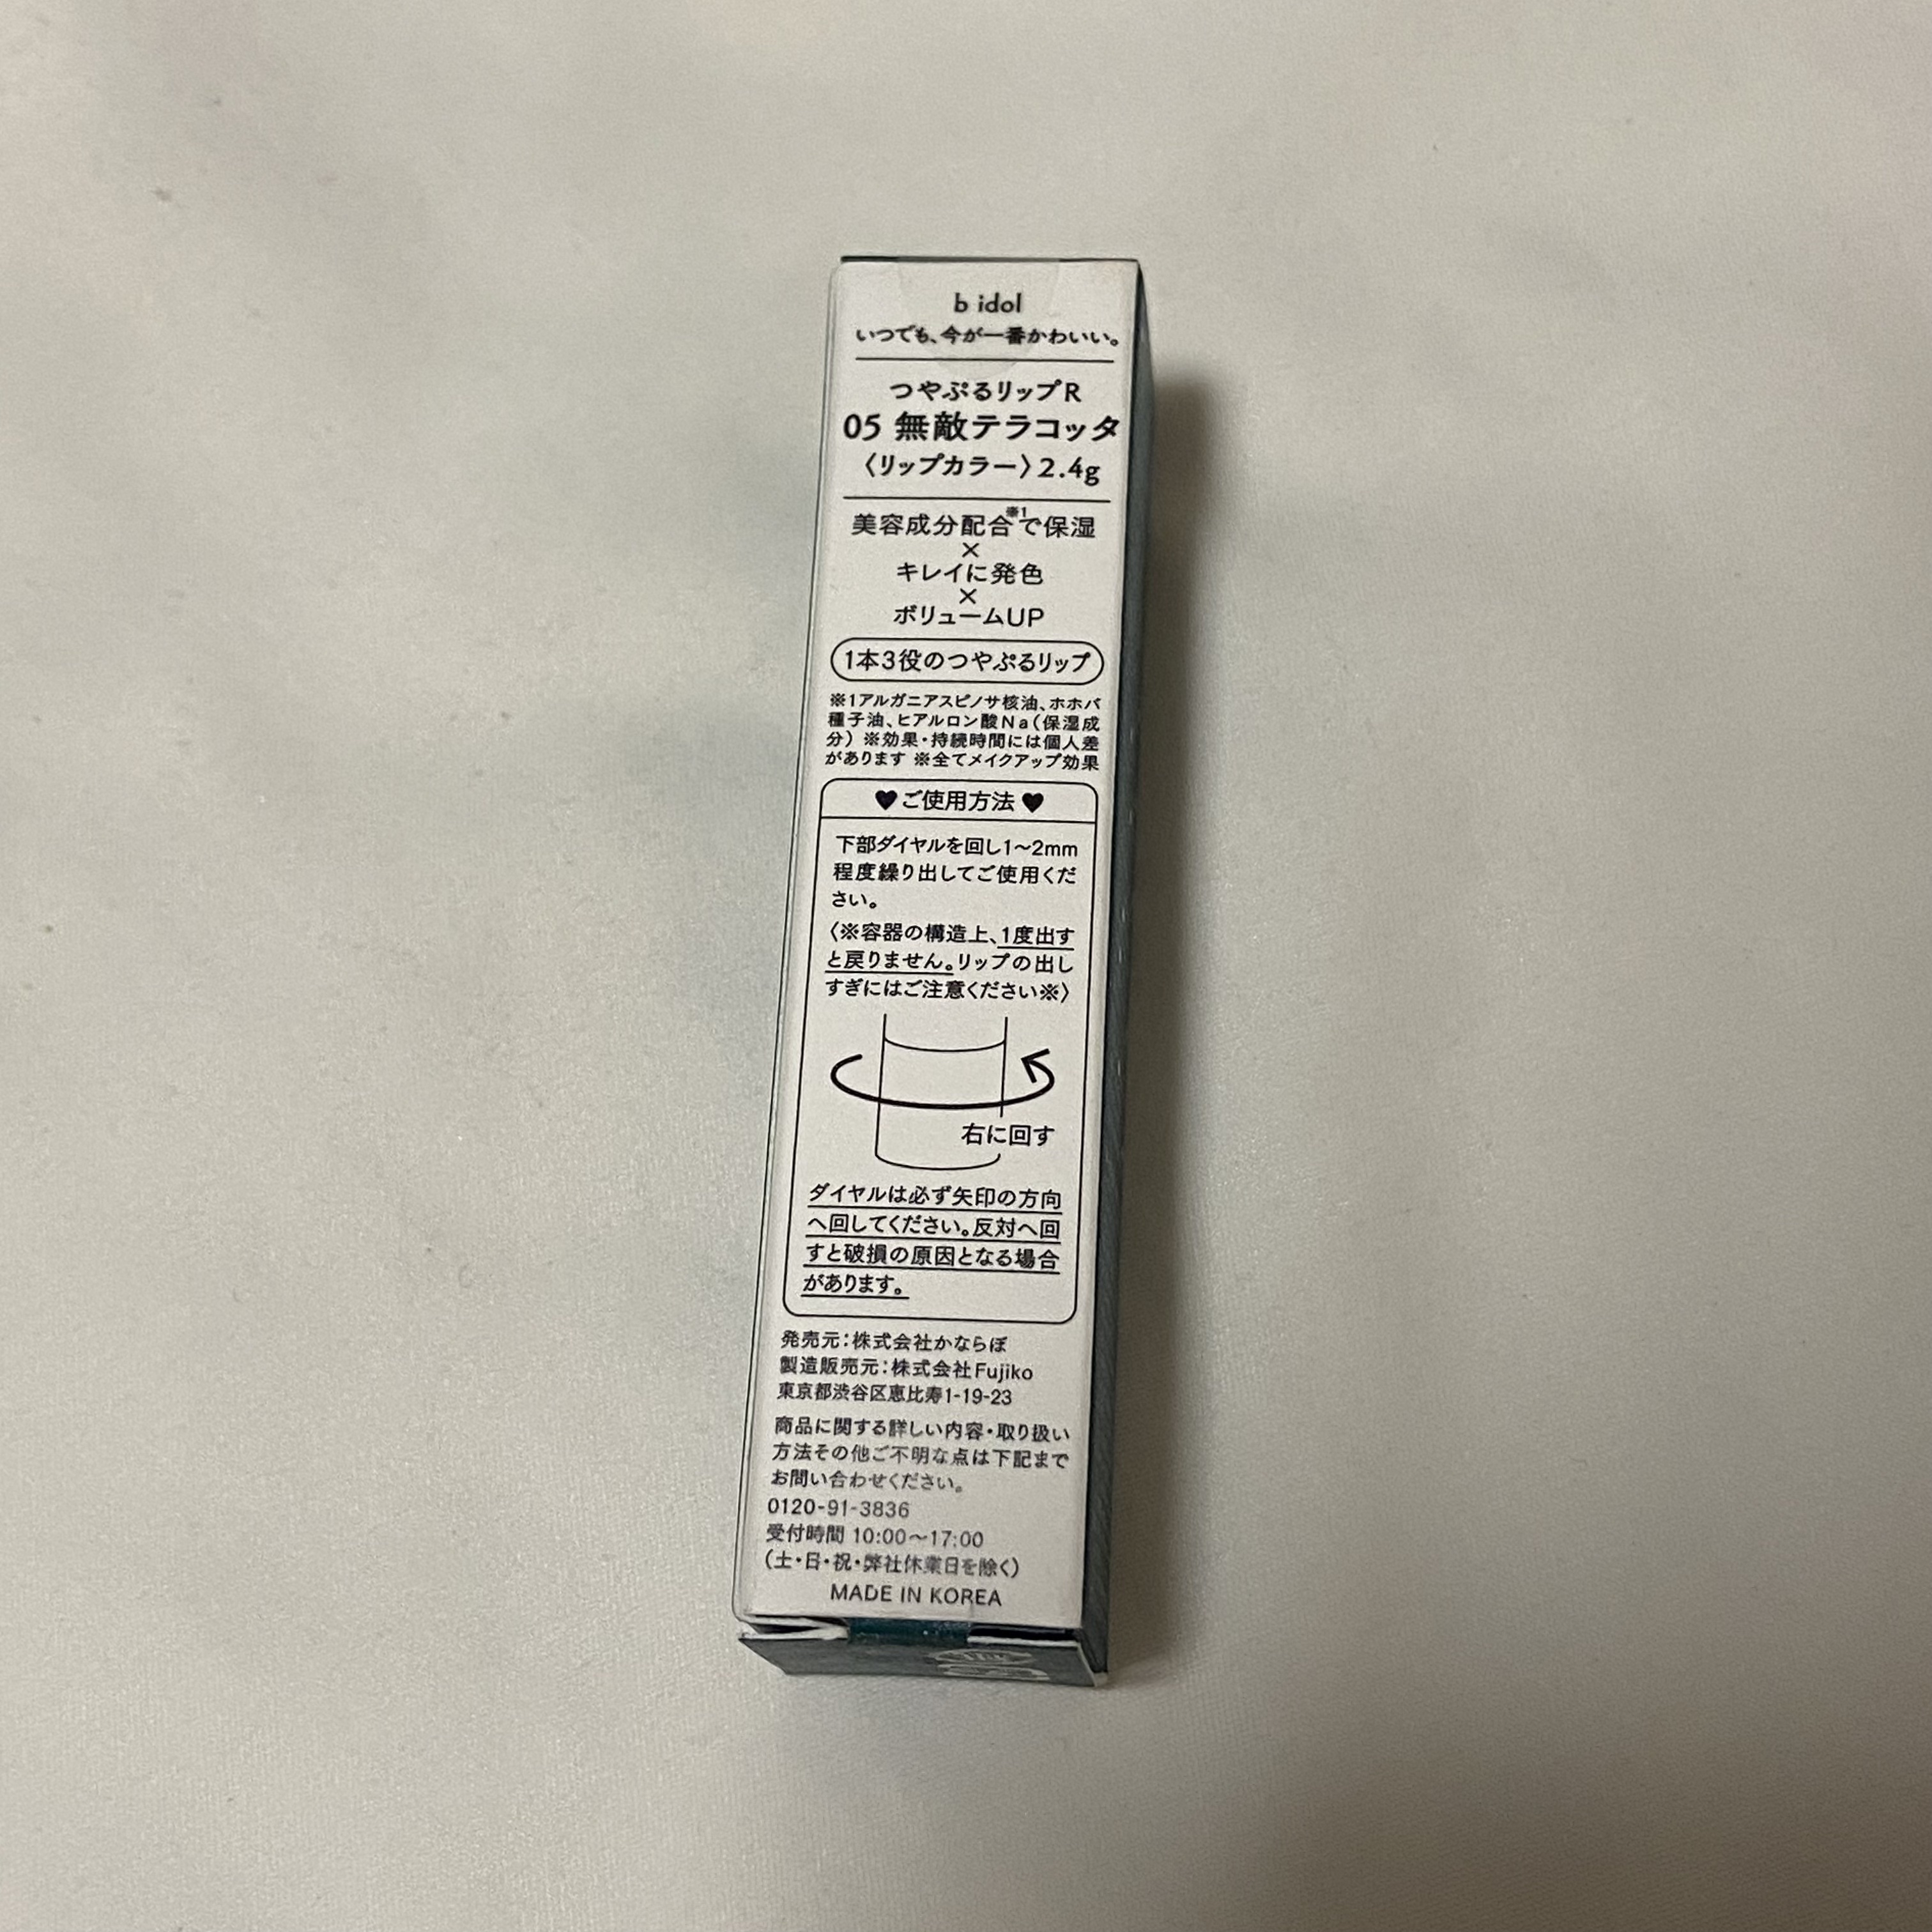 b idol
いつでも、今が一番かわいい。
つやぷるリップR
05 無敵テラコッタ
〈リップカラー〉2.4g
美容成分配合※1で保湿
×
キレイに発色
×
ボリュームUP
1本3役のつやぷるリップ
※1アルガニアスピノサ核油、ホホバ
種子油、ヒアルロン酸Na(保湿成
分) ※効果・持続時間には個人差
があります ※全てメイクアップ効果
♥ご使用方法♥
下部ダイヤルを回し1～2mm
程度繰り出してご使用くだ
さい。
〈※容器の構造上、1度出す
と戻りません。リップの出し
すぎにはご注意ください※〉
右に回す
ダイヤルは必ず矢印の方向
へ回してください。反対へ回
すと破損の原因となる場合
があります。
発売元：株式会社かならぼ
製造販売元：株式会社Fujiko
東京都渋谷区恵比寿1-19-23
商品に関する詳しい内容・取り扱い
方法その他ご不明な点は下記まで
お問い合わせください。
0120-91-3836
受付時間 10:00～17:00
(土・日・祝・弊社休業日を除く)
MADE IN KOREA